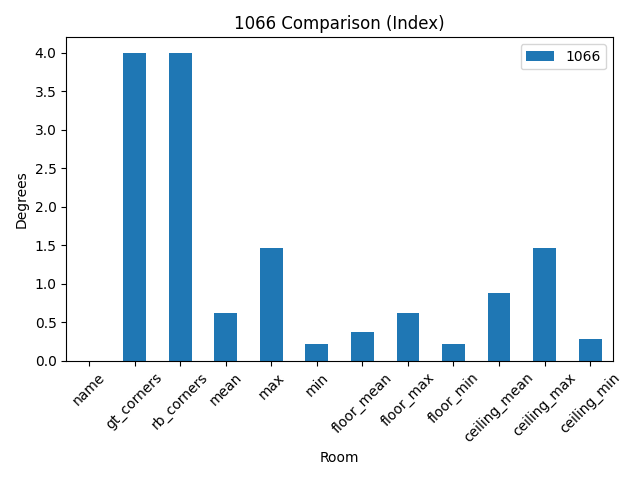 1066 Comparison (Index)
1066
Degrees
4.0
3.5
3.0
2.5
2.0
1.5
1.0
0.5
0.0
name
gt_corners
rb_corners
mean
max
min
floor_mean
floor_max
floor_min
ceiling_mean
ceiling_max
ceiling_min
Room